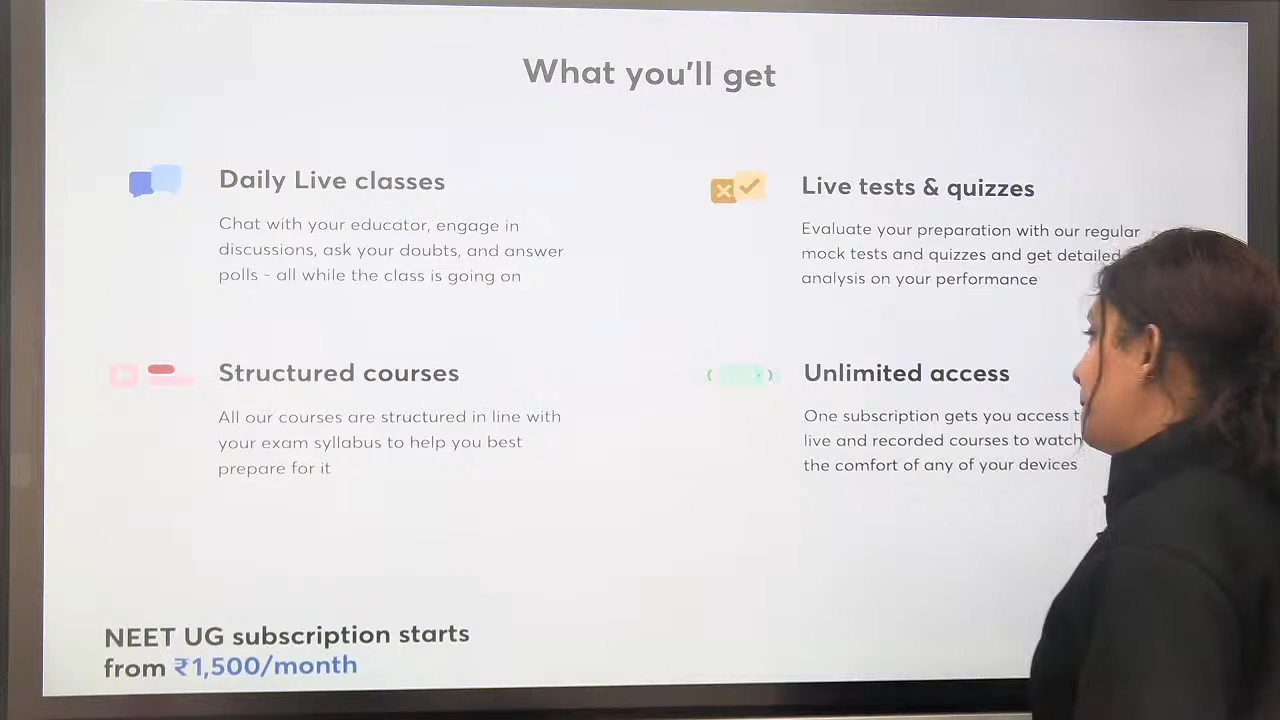 What you'll get
Daily Live classes
Chat with your educator, engage in
discussions, ask your doubts, and answer
polls - all while the class is going on
Live tests & quizzes
Evaluate your preparation with our regular
mock tests and quizzes and get detailed
analysis on your performance
Structured courses
All our courses are structured in line with
your exam syllabus to help you best
prepare for it
Unlimited access
One subscription gets you access
live and recorded courses to watch
the comfort of any of your devices
NEET UG subscription starts
from ₹1,500/month